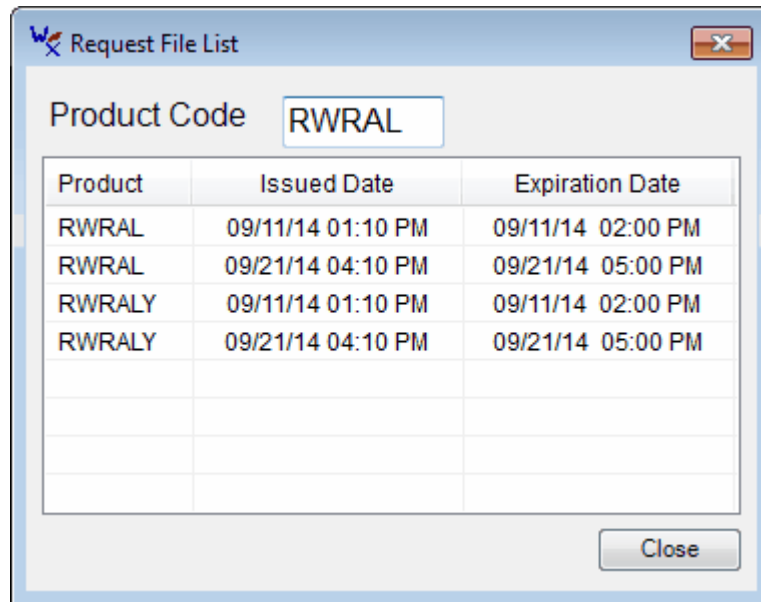 Request File List
Product Code RWRAL
Product Issued Date Expiration Date
RWRAL 09/11/14 01:10 PM 09/11/14 02:00 PM
RWRAL 09/21/14 04:10 PM 09/21/14 05:00 PM
RWRALY 09/11/14 01:10 PM 09/11/14 02:00 PM
RWRALY 09/21/14 04:10 PM 09/21/14 05:00 PM
Close